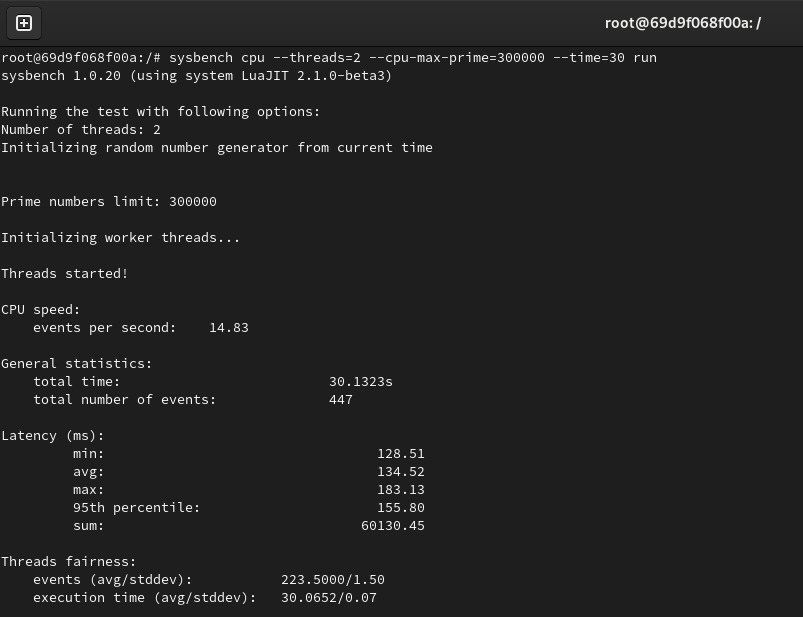 root@69d9f068f00a: /
root@69d9f068f00a:/# sysbench cpu --threads=2 --cpu-max-prime=300000 --time=30 run
sysbench 1.0.20 (using system LuaJIT 2.1.0-beta3)
Running the test with following options:
Number of threads: 2
Initializing random number generator from current time
Prime numbers limit: 300000
Initializing worker threads...
Threads started!
CPU speed:
events per second: 14.83
General statistics:
total time: 30.1323s
total number of events: 447
Latency (ms):
min: 128.51
avg: 134.52
max: 183.13
95th percentile: 155.80
sum: 60130.45
Threads fairness:
events (avg/stddev): 223.5000/1.50
execution time (avg/stddev): 30.0652/0.07